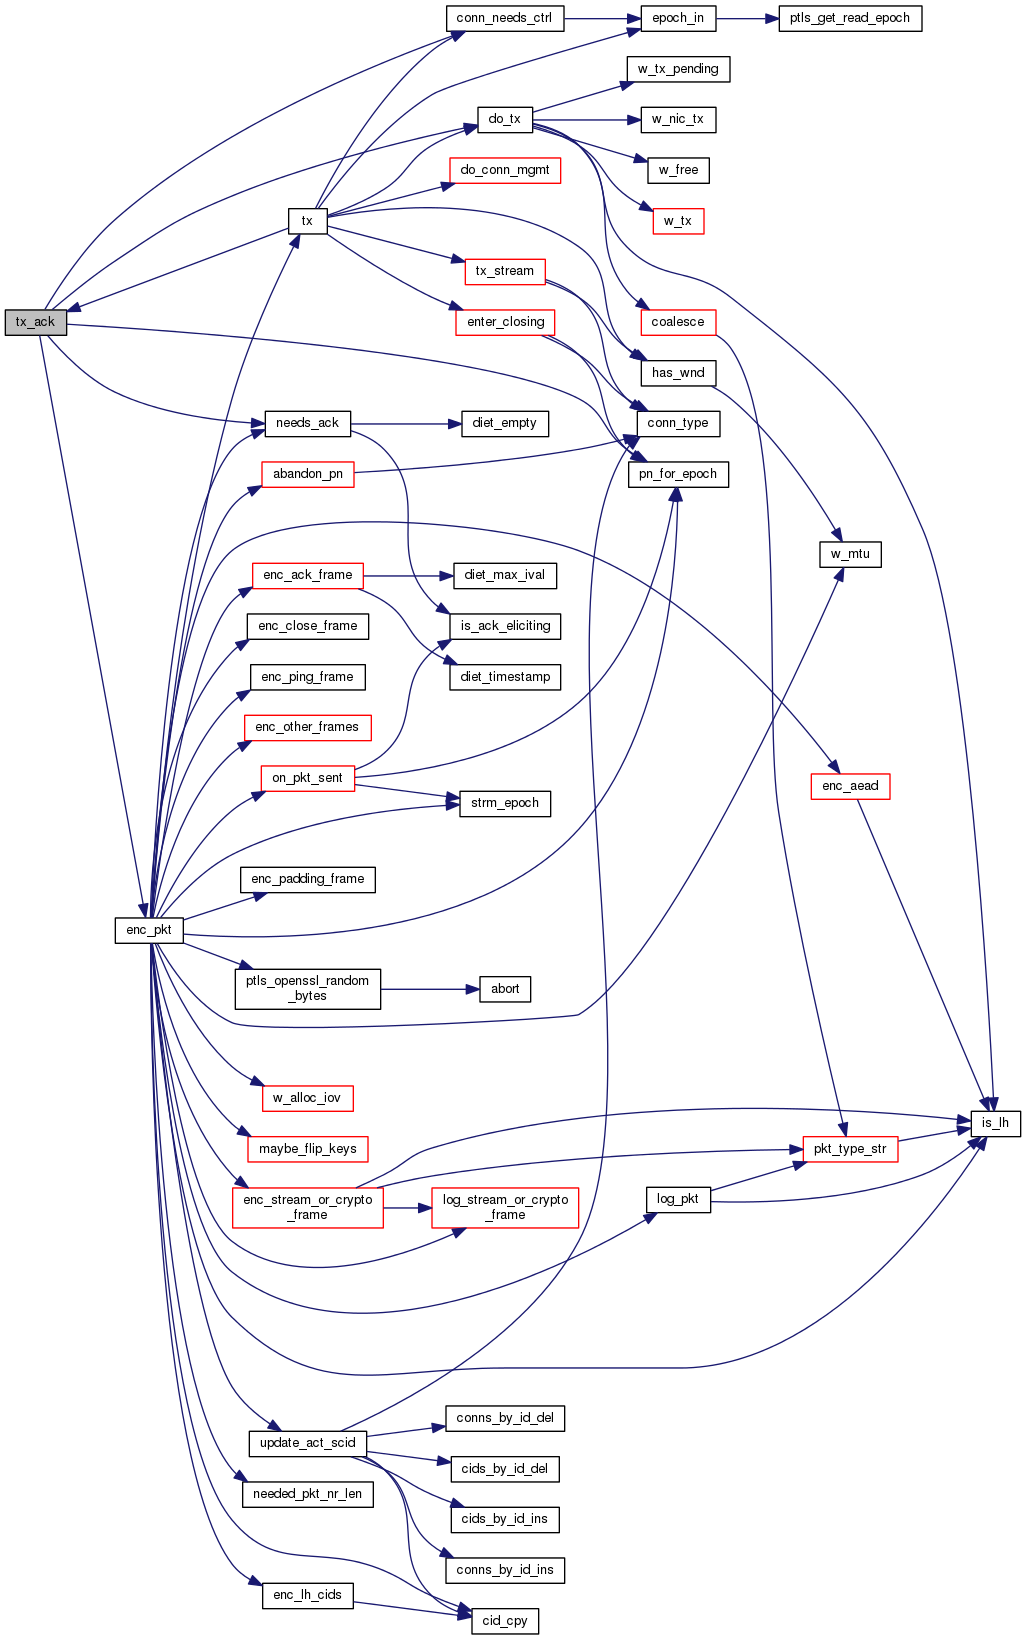 conn_needs_ctrl
epoch_in
ptls_get_read_epoch
w_tx_pending
do_tx
w_nic_tx
do_conn_mgmt
w_free
tx
w_tx
tx_stream
tx_ack
enter_closing
coalesce
has_wnd
needs_ack
diet_empty
conn_type
abandon_pn
pn_for_epoch
w_mtu
enc_ack_frame
diet_max_ival
enc_close_frame
is_ack_eliciting
enc_ping_frame
diet_timestamp
enc_other_frames
on_pkt_sent
enc_aead
strm_epoch
enc_padding_frame
enc_pkt
ptls_openssl_random
_bytes
abort
w_alloc_iov
is_lh
maybe_flip_keys
pkt_type_str
enc_stream_or_crypto
_frame
log_stream_or_crypto
_frame
log_pkt
update_act_scid
conns_by_id_del
cids_by_id_del
needed_pkt_nr_len
cids_by_id_ins
conns_by_id_ins
enc_lh_cids
cid_cpy